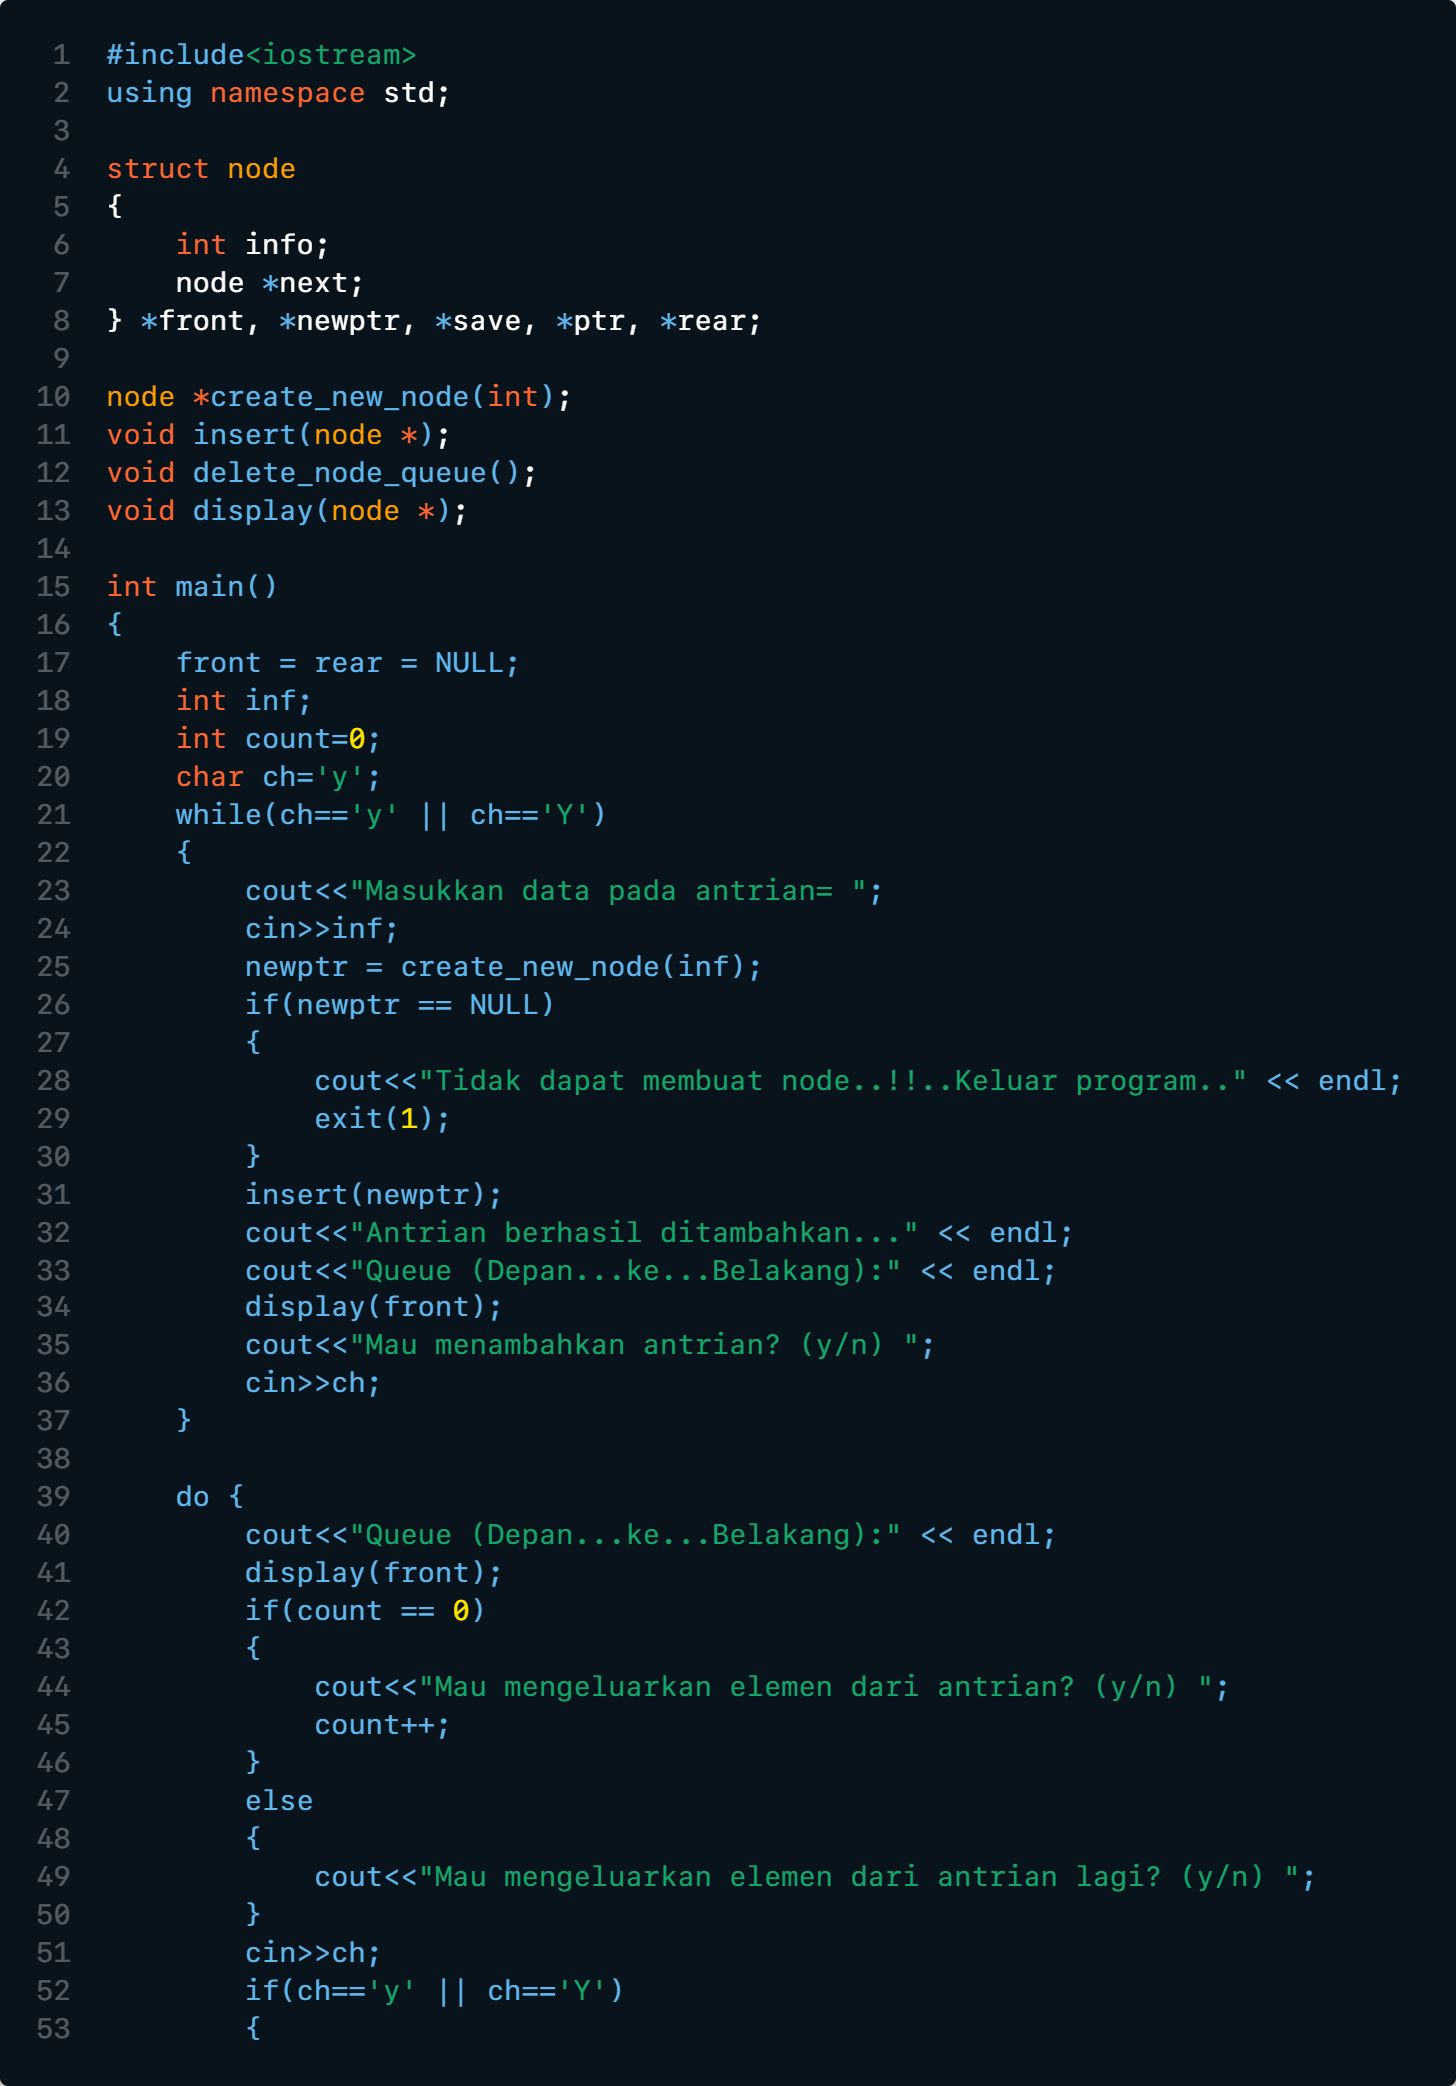 1 #include<iostream>
2 using namespace std;
3
4 struct node
5 {
6     int info;
7     node *next;
8 } *front, *newptr, *save, *ptr, *rear;
9
10 node *create_new_node(int);
11 void insert(node *);
12 void delete_node_queue();
13 void display(node *);
14
15 int main()
16 {
17     front = rear = NULL;
18     int inf;
19     int count=0;
20     char ch='y';
21     while(ch=='y' || ch=='Y')
22     {
23         cout<<"Masukkan data pada antrian= ";
24         cin>>inf;
25         newptr = create_new_node(inf);
26         if(newptr == NULL)
27         {
28             cout<<"Tidak dapat membuat node..!!..Keluar program.." << endl;
29             exit(1);
30         }
31         insert(newptr);
32         cout<<"Antrian berhasil ditambahkan..." << endl;
33         cout<<"Queue (Depan...ke...Belakang):" << endl;
34         display(front);
35         cout<<"Mau menambahkan antrian? (y/n) ";
36         cin>>ch;
37     }
38
39     do {
40         cout<<"Queue (Depan...ke...Belakang):" << endl;
41         display(front);
42         if(count == 0)
43         {
44             cout<<"Mau mengeluarkan elemen dari antrian? (y/n) ";
45             count++;
46         }
47         else
48         {
49             cout<<"Mau mengeluarkan elemen dari antrian lagi? (y/n) ";
50         }
51         cin>>ch;
52         if(ch=='y' || ch=='Y')
53         {